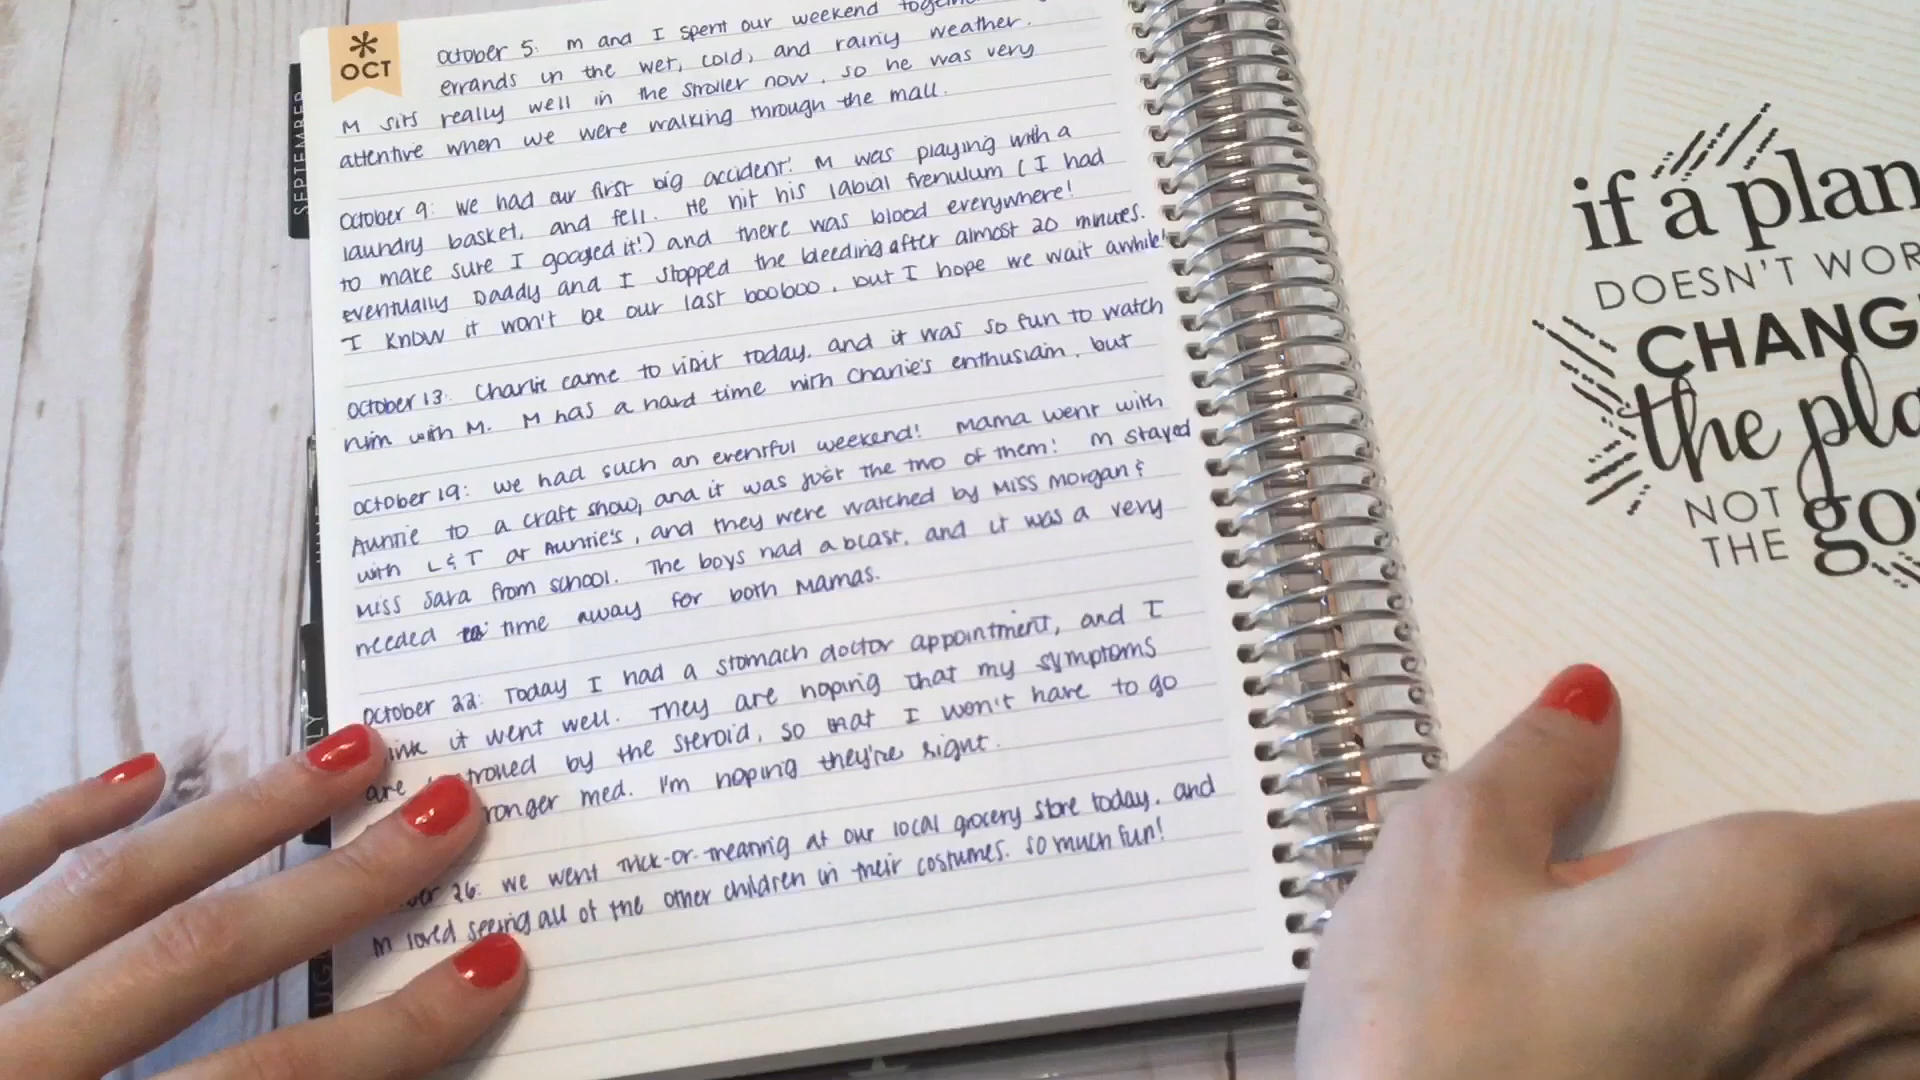 *
OCT
October 5: M and I spent our weekend
errands in the wet, cold, and rainy weather.
M sits really well in the stroller now, so he was very
attentive when we were walking through the mall.
October 9: We had our first big accident! M was playing with a
laundry basket, and fell. He hit his labial frenulum (I had
to make sure I googled it!) and there was blood everywhere!
eventually Daddy and I stopped the bleeding after almost 20 minutes.
I know it won't be our last booboo, but I hope we wait awhile!
October 13: Charlie came to visit today, and it was so fun to watch
him with M. M has a hard time with Charlie's enthusiasm, but
October 19: We had such an eventful weekend! Mama went with
Auntie to a craft show, and it was just the two of them! M stayed
with L & T at Auntie's, and they were watched by Miss Morgan &
Miss Sara from school. The boys had a blast, and it was a very
needed time away for both Mamas.
October 22: Today I had a stomach doctor appointment, and I
ink it went well. They are hoping that my symptoms
are trolled by the steroid, so that I won't have to go
ronger med. I'm hoping they're right.
ber 26: We went trick-or-treating at our local grocery store today, and
M loved seeing all of the other children in their costumes. So much fun!
SEPTEMBER
if a plan
DOESN'T WOR
CHANG
the pla
NOT
THE go